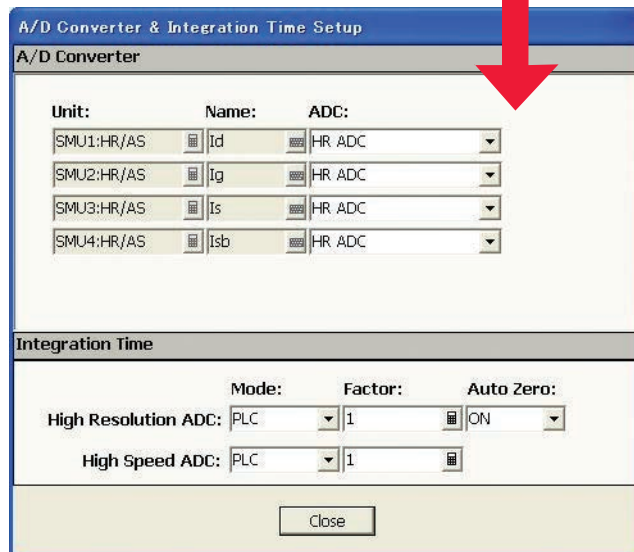 A/D Converter & Integration Time Setup
A/D Converter
Unit: Name: ADC:
SMU1:HR/AS Id HR ADC
SMU2:HR/AS Ig HR ADC
SMU3:HR/AS Is HR ADC
SMU4:HR/AS Isb HR ADC
Integration Time
Mode: Factor: Auto Zero:
High Resolution ADC: PLC 1 ON
High Speed ADC: PLC 1
Close